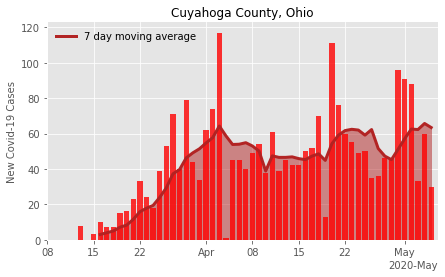 Cuyahoga County, Ohio
7 day moving average
New Covid-19 Cases
120
100
80
60
40
20
0
08 15 22 Apr 08 15 22 May
2020-May